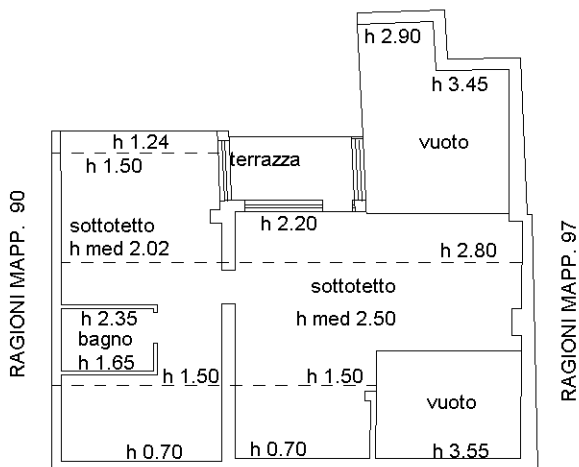 h 2.90
h 3.45
h 1.24
terrazza
vuoto
h 1.50
RAGIONI MAPP. 90
sottotetto
h med 2.02
h 2.20
h 2.80
RAGIONI MAPP. 97
sottotetto
h med 2.50
h 2.35
bagno
h 1.65
h 1.50
h 1.50
vuoto
h 0.70
h 0.70
h 3.55